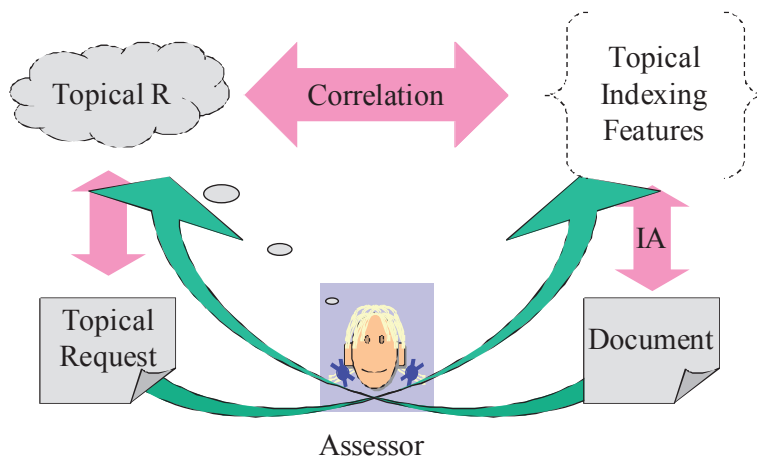 Topical R
Correlation
Topical
Indexing
Features
IA
Topical
Request
Document
Assessor